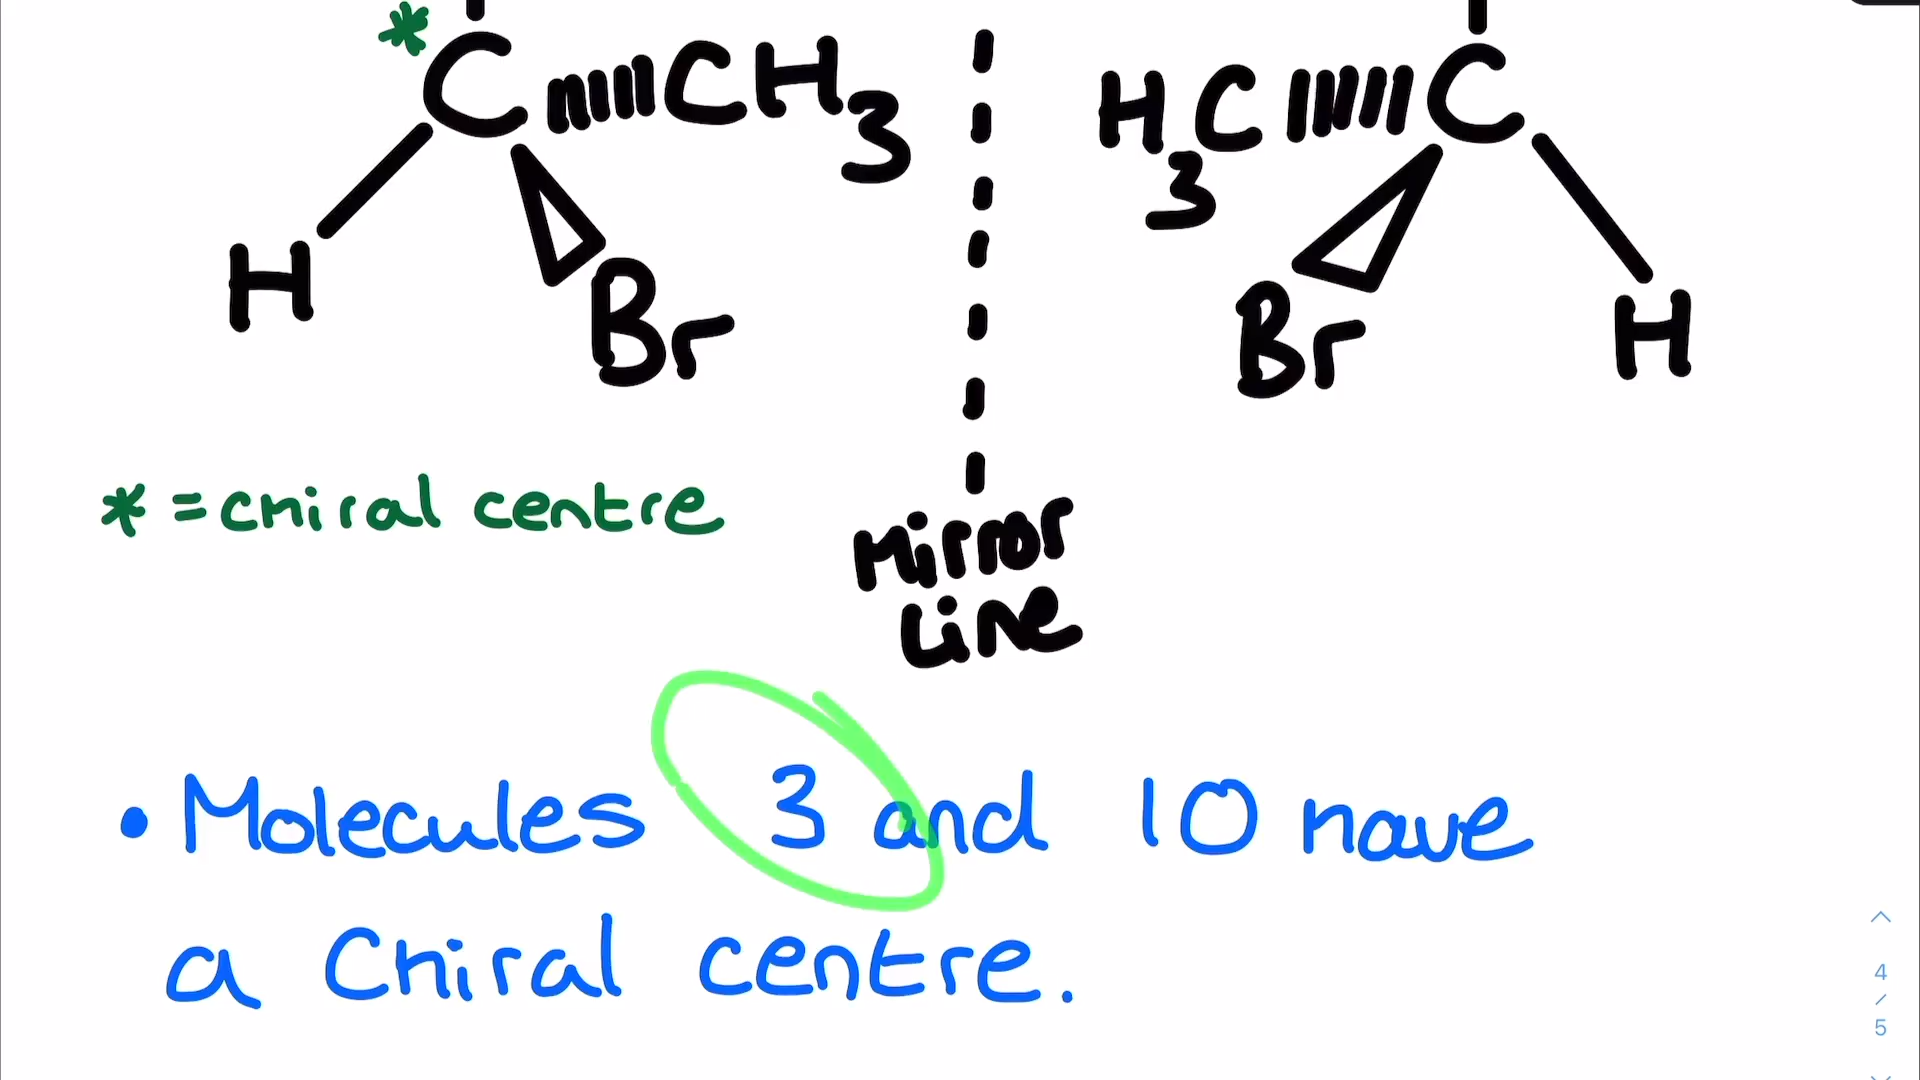 * C CH3 H3C C
H Br Br H
* = chiral centre
Mirror
Line
• Molecules 3 and 10 have
a Chiral centre.
4
/
5